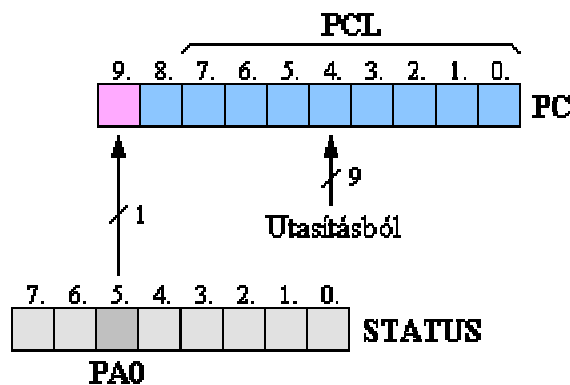 PCL
9. 8. 7. 6. 5. 4. 3. 2. 1. 0.
PC
9
1
Utasításból
7. 6. 5. 4. 3. 2. 1. 0.
STATUS
PA0